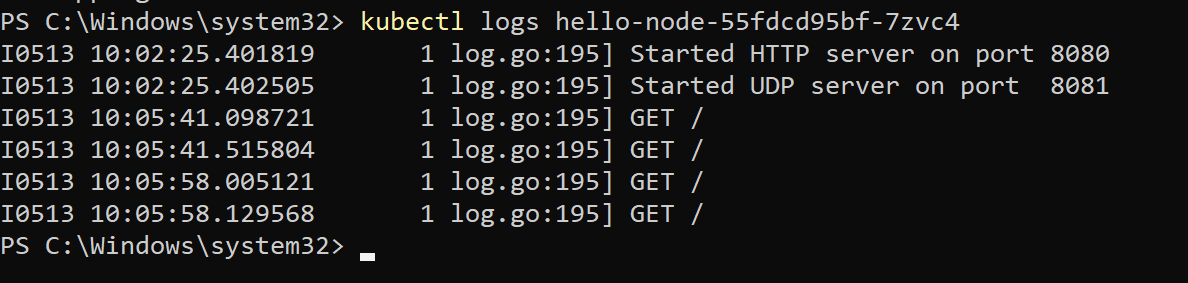 PS C:\Windows\system32> kubectl logs hello-node-55fdcd95bf-7zvc4
I0513 10:02:25.401819       1 log.go:195] Started HTTP server on port 8080
I0513 10:02:25.402505       1 log.go:195] Started UDP server on port  8081
I0513 10:05:41.098721       1 log.go:195] GET /
I0513 10:05:41.515804       1 log.go:195] GET /
I0513 10:05:58.005121       1 log.go:195] GET /
I0513 10:05:58.129568       1 log.go:195] GET /
PS C:\Windows\system32>